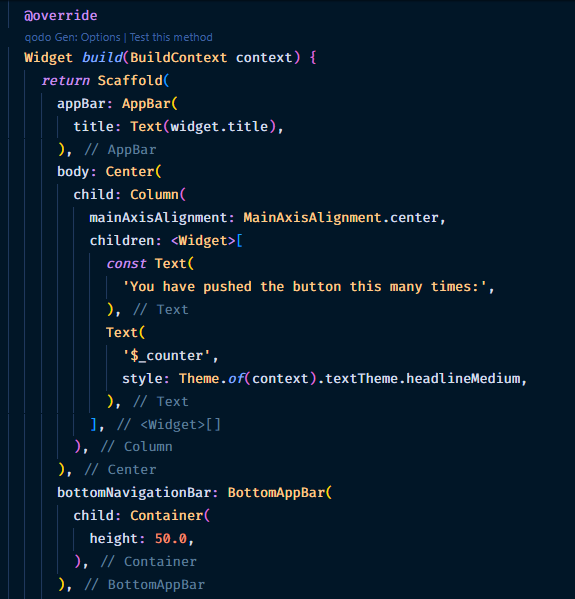 @override
qodo Gen: Options | Test this method
Widget build(BuildContext context) {
  return Scaffold(
    appBar: AppBar(
      title: Text(widget.title),
    ), // AppBar
    body: Center(
      child: Column(
        mainAxisAlignment: MainAxisAlignment.center,
        children: <Widget>[
          const Text(
            'You have pushed the button this many times:',
          ), // Text
          Text(
            '$_counter',
            style: Theme.of(context).textTheme.headlineMedium,
          ), // Text
        ], // <Widget>[]
      ), // Column
    ), // Center
    bottomNavigationBar: BottomAppBar(
      child: Container(
        height: 50.0,
      ), // Container
    ), // BottomAppBar